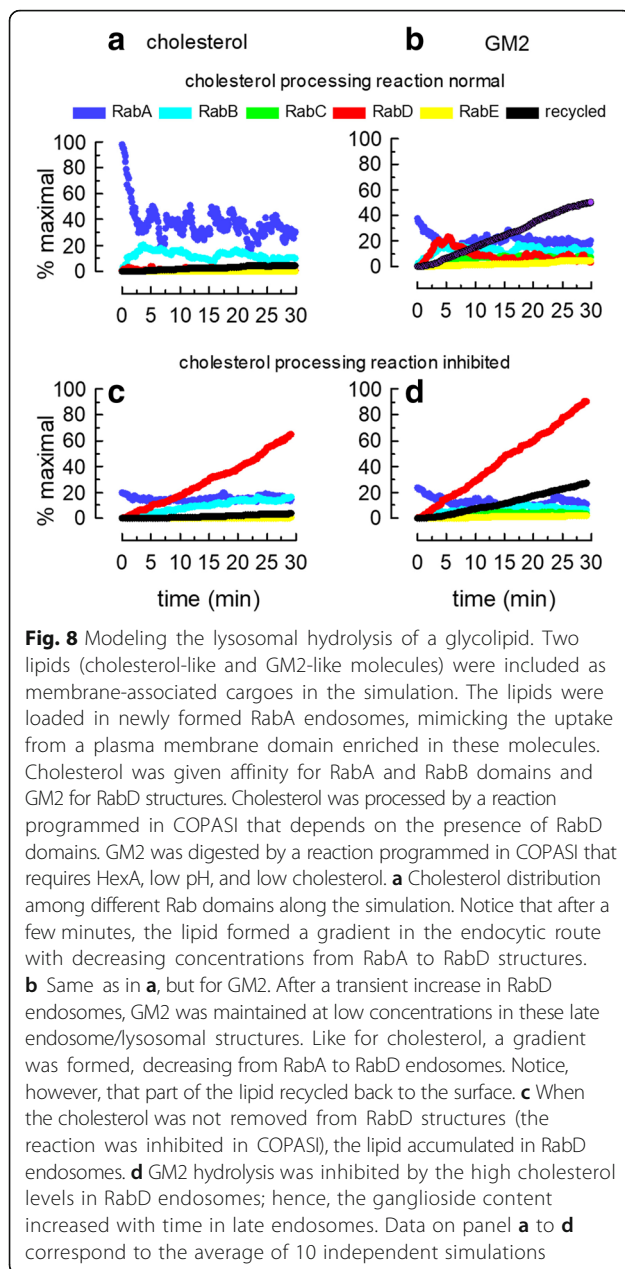 a cholesterol b GM2
cholesterol processing reaction normal
RabA RabB RabC RabD RabE recycled
100
80
60
40
20
0
% maximal
0 5 10 15 20 25 30
100
80
60
40
20
0
% maximal
0 5 10 15 20 25 30
cholesterol processing reaction inhibited
c
100
80
60
40
20
0
% maximal
0 5 10 15 20 25 30
time (min)
d
100
80
60
40
20
0
% maximal
0 5 10 15 20 25 30
time (min)
Fig. 8 Modeling the lysosomal hydrolysis of a glycolipid. Two
lipids (cholesterol-like and GM2-like molecules) were included as
membrane-associated cargoes in the simulation. The lipids were
loaded in newly formed RabA endosomes, mimicking the uptake
from a plasma membrane domain enriched in these molecules.
Cholesterol was given affinity for RabA and RabB domains and
GM2 for RabD structures. Cholesterol was processed by a reaction
programmed in COPASI that depends on the presence of RabD
domains. GM2 was digested by a reaction programmed in COPASI that
requires HexA, low pH, and low cholesterol. a Cholesterol distribution
among different Rab domains along the simulation. Notice that after a
few minutes, the lipid formed a gradient in the endocytic route
with decreasing concentrations from RabA to RabD structures.
b Same as in a, but for GM2. After a transient increase in RabD
endosomes, GM2 was maintained at low concentrations in these late
endosome/lysosomal structures. Like for cholesterol, a gradient
was formed, decreasing from RabA to RabD endosomes. Notice,
however, that part of the lipid recycled back to the surface. c When
the cholesterol was not removed from RabD structures (the
reaction was inhibited in COPASI), the lipid accumulated in RabD
endosomes. d GM2 hydrolysis was inhibited by the high cholesterol
levels in RabD endosomes; hence, the ganglioside content
increased with time in late endosomes. Data on panel a to d
correspond to the average of 10 independent simulations